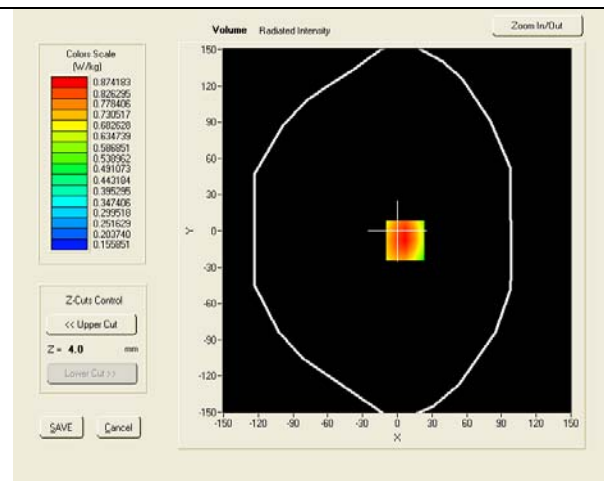 Volume Radiated Intensity
Zoom In/Out
Colors Scale
(W/kg)
0.874183
0.826295
0.778406
0.730517
0.682628
0.634739
0.586851
0.538962
0.491073
0.443184
0.395295
0.347406
0.299518
0.251629
0.203740
0.155851
Z-Cuts Control
<< Upper Cut
Z = 4.0 mm
Lower Cut >>
SAVE Cancel
150
120
90
60
30
0
-30
-60
-90
-120
-150
Y
-150 -120 -90 -60 -30 0 30 60 90 120 150
X